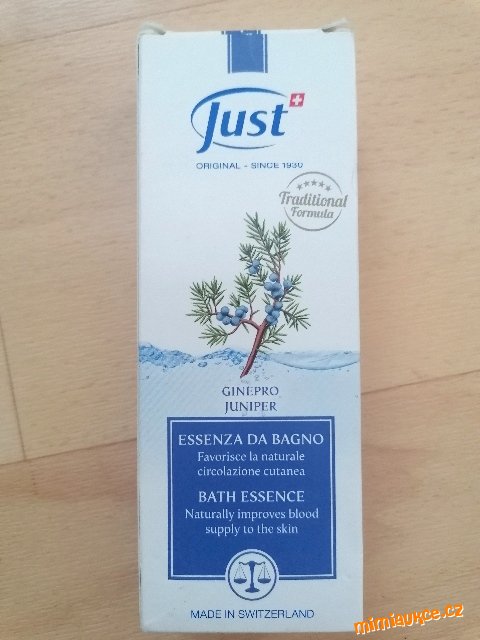 Just
ORIGINAL - SINCE 1930
Traditional
Formula
GINEPRO
JUNIPER
ESSENZA DA BAGNO
Favorisce la naturale
circolazione cutanea
BATH ESSENCE
Naturally improves blood
supply to the skin
MADE IN SWITZERLAND
mimiaukce.cz